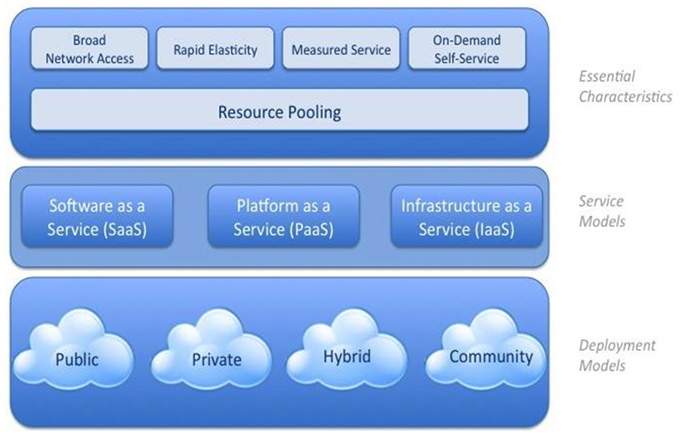 Broad
Network Access
Rapid Elasticity
Measured Service
On-Demand
Self-Service
Resource Pooling
Essential
Characteristics
Software as a
Service (SaaS)
Platform as a
Service (PaaS)
Infrastructure as a
Service (IaaS)
Service
Models
Public
Private
Hybrid
Community
Deployment
Models